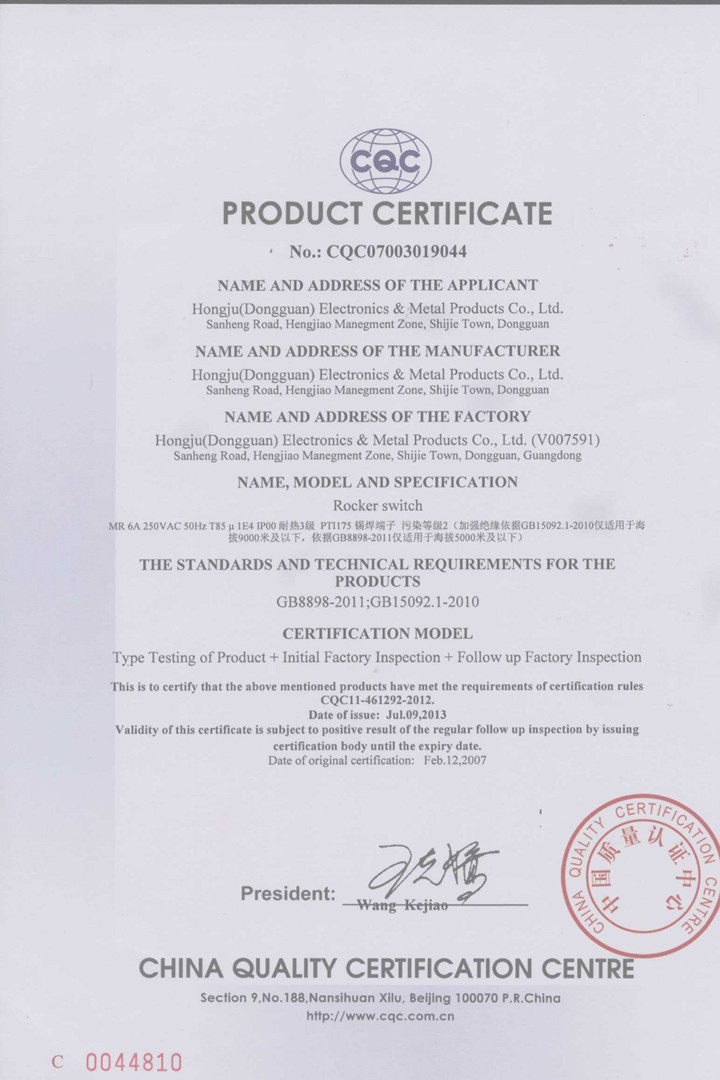 CQC
PRODUCT CERTIFICATE
No.: CQC07003019044
NAME AND ADDRESS OF THE APPLICANT
Hongju(Dongguan) Electronics & Metal Products Co., Ltd.
Sanheng Road, Hengjiao Manegment Zone, Shijie Town, Dongguan
NAME AND ADDRESS OF THE MANUFACTURER
Hongju(Dongguan) Electronics & Metal Products Co., Ltd.
Sanheng Road, Hengjiao Manegment Zone, Shijie Town, Dongguan
NAME AND ADDRESS OF THE FACTORY
Hongju(Dongguan) Electronics & Metal Products Co., Ltd. (V007591)
Sanheng Road, Hengjiao Manegment Zone, Shijie Town, Dongguan, Guangdong
NAME, MODEL AND SPECIFICATION
Rocker switch
MR 6A 250VAC 50Hz T85 μ 1E4 IP00 耐热3级 PTI175 锡焊端子 污染等级2（加强绝缘依据GB15092.1-2010仅适用于海
拔9000米及以下，依据GB8898-2011仅适用于海拔5000米及以下）
THE STANDARDS AND TECHNICAL REQUIREMENTS FOR THE
PRODUCTS
GB8898-2011;GB15092.1-2010
CERTIFICATION MODEL
Type Testing of Product + Initial Factory Inspection + Follow up Factory Inspection
This is to certify that the above mentioned products have met the requirements of certification rules
CQC11-461292-2012.
Date of issue: Jul.09,2013
Validity of this certificate is subject to positive result of the regular follow up inspection by issuing
certification body until the expiry date.
Date of original certification: Feb.12,2007
CHINA QUALITY CERTIFICATION CENTRE
中国质量认证中心
President:
王克娇
Wang Kejiao
CHINA QUALITY CERTIFICATION CENTRE
Section 9,No.188,Nansihuan Xilu, Beijing 100070 P.R.China
http://www.cqc.com.cn
C 0044810